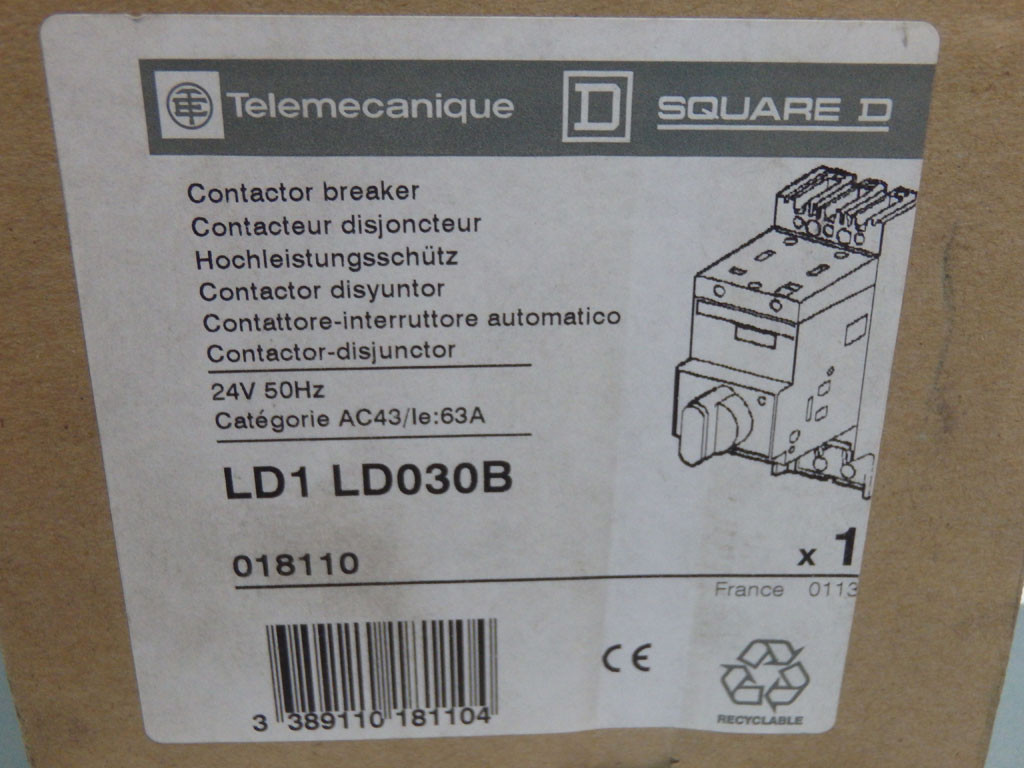 Telemecanique
D SQUARE D
Contactor breaker
Contacteur disjoncteur
Hochleistungsschütz
Contactor disyuntor
Contattore-interruttore automatico
Contactor-disjunctor
24V 50Hz
Catégorie AC43/Ie:63A
LD1 LD030B
018110
x 1
France 0113
3 389110 181104
CE
RECYCLABLE